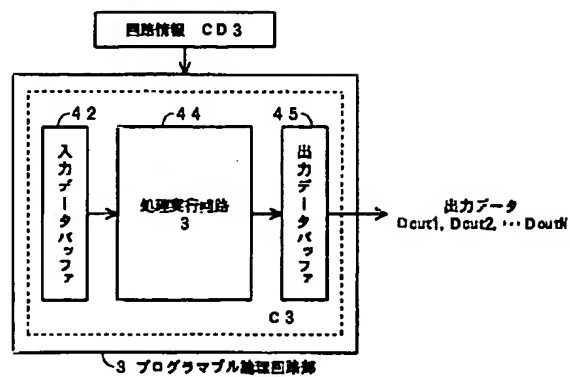 回路情報 CD3
42
44
45
入力データバッファ
処理実行回路
3
出力データバッファ
出力データ
Dout1, Dout2, … DoutN
C3
3 プログラマブル論理回路部